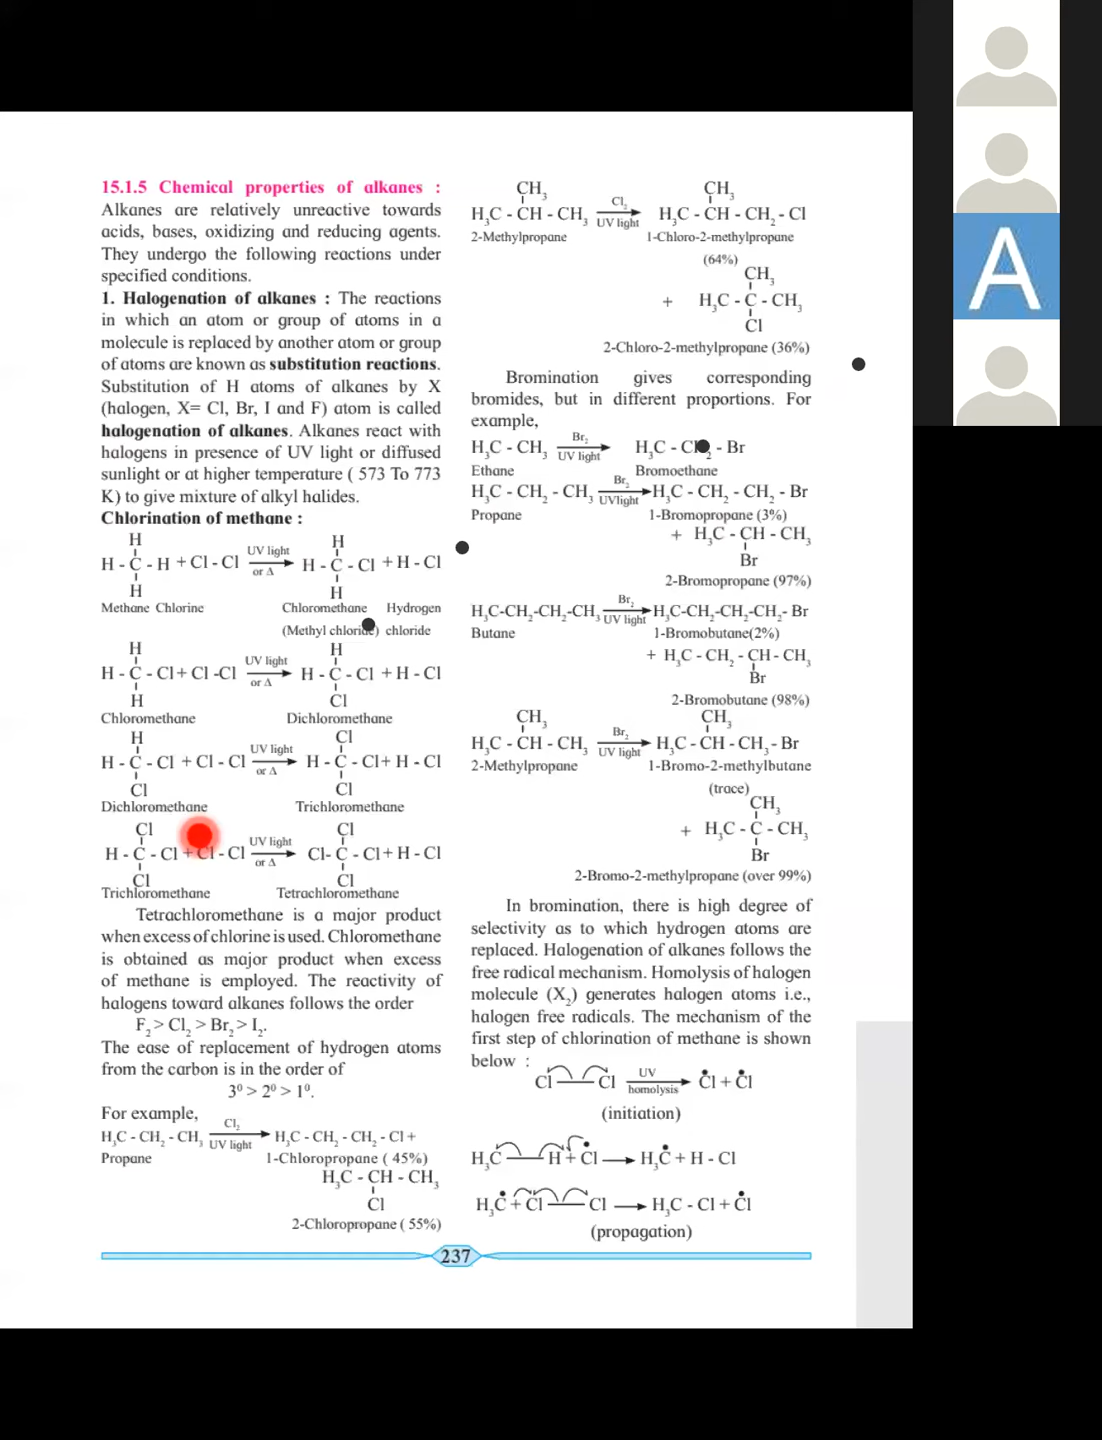 15.1.5 Chemical properties of alkanes :
Alkanes are relatively unreactive towards
acids, bases, oxidizing and reducing agents.
They undergo the following reactions under
specified conditions.
1. Halogenation of alkanes : The reactions
in which an atom or group of atoms in a
molecule is replaced by another atom or group
of atoms are known as substitution reactions.
Substitution of H atoms of alkanes by X
(halogen, X= Cl, Br, I and F) atom is called
halogenation of alkanes. Alkanes react with
halogens in presence of UV light or diffused
sunlight or at higher temperature ( 573 To 773
K) to give mixture of alkyl halides.
Chlorination of methane :
H H
H - C - H + Cl - Cl UV light or Δ H - C - Cl + H - Cl
H H
Methane Chlorine Chloromethane Hydrogen
(Methyl chloride) chloride
H H
H - C - Cl + Cl -Cl UV light or Δ H - C - Cl + H - Cl
H Cl
Chloromethane Dichloromethane
H Cl
H - C - Cl + Cl - Cl UV light or Δ H - C - Cl+ H - Cl
Cl Cl
Dichloromethane Trichloromethane
Cl Cl
H - C - Cl + Cl - Cl UV light or Δ Cl- C - Cl+ H - Cl
Cl Cl
Trichloromethane Tetrachloromethane
Tetrachloromethane is a major product
when excess of chlorine is used. Chloromethane
is obtained as major product when excess
of methane is employed. The reactivity of
halogens toward alkanes follows the order
F₂ > Cl₂ > Br₂ > I₂.
The ease of replacement of hydrogen atoms
from the carbon is in the order of
3⁰ > 2⁰ > 1⁰.
For example,
H₃C - CH₂ - CH₃ Cl₂ UV light H₃C - CH₂ - CH₂ - Cl +
Propane 1-Chloropropane ( 45%)
H₃C - CH - CH₃
Cl
2-Chloropropane ( 55%)
CH₃ CH₃
H₃C - CH - CH₃ Cl₂ UV light H₃C - CH - CH₂ - Cl
2-Methylpropane 1-Chloro-2-methylpropane
(64%)
CH₃
+ H₃C - C - CH₃
Cl
2-Chloro-2-methylpropane (36%)
Bromination gives corresponding
bromides, but in different proportions. For
example,
H₃C - CH₃ Br₂ UV light H₃C - CH₂ - Br
Ethane Bromoethane
H₃C - CH₂ - CH₃ Br₂ UVlight H₃C - CH₂ - CH₂ - Br
Propane 1-Bromopropane (3%)
+ H₃C - CH - CH₃
Br
2-Bromopropane (97%)
H₃C-CH₂-CH₂-CH₃ Br₂ UV light H₃C-CH₂-CH₂-CH₂- Br
Butane 1-Bromobutane(2%)
+ H₃C - CH₂ - CH- CH₃
Br
2-Bromobutane (98%)
CH₃ CH₃
H₃C - CH - CH₃ Br₂ UV light H₃C - CH - CH₂- Br
2-Methylpropane 1-Bromo-2-methylbutane
(trace)
CH₃
+ H₃C - C - CH₃
Br
2-Bromo-2-methylpropane (over 99%)
In bromination, there is high degree of
selectivity as to which hydrogen atoms are
replaced. Halogenation of alkanes follows the
free radical mechanism. Homolysis of halogen
molecule (X₂) generates halogen atoms i.e.,
halogen free radicals. The mechanism of the
first step of chlorination of methane is shown
below :
Cl Cl UV homolysis Cl + Cl
(initiation)
H₃C H + Cl H₃C + H - Cl
H₃C + Cl Cl H₃C - Cl + Cl
(propagation)
237
A